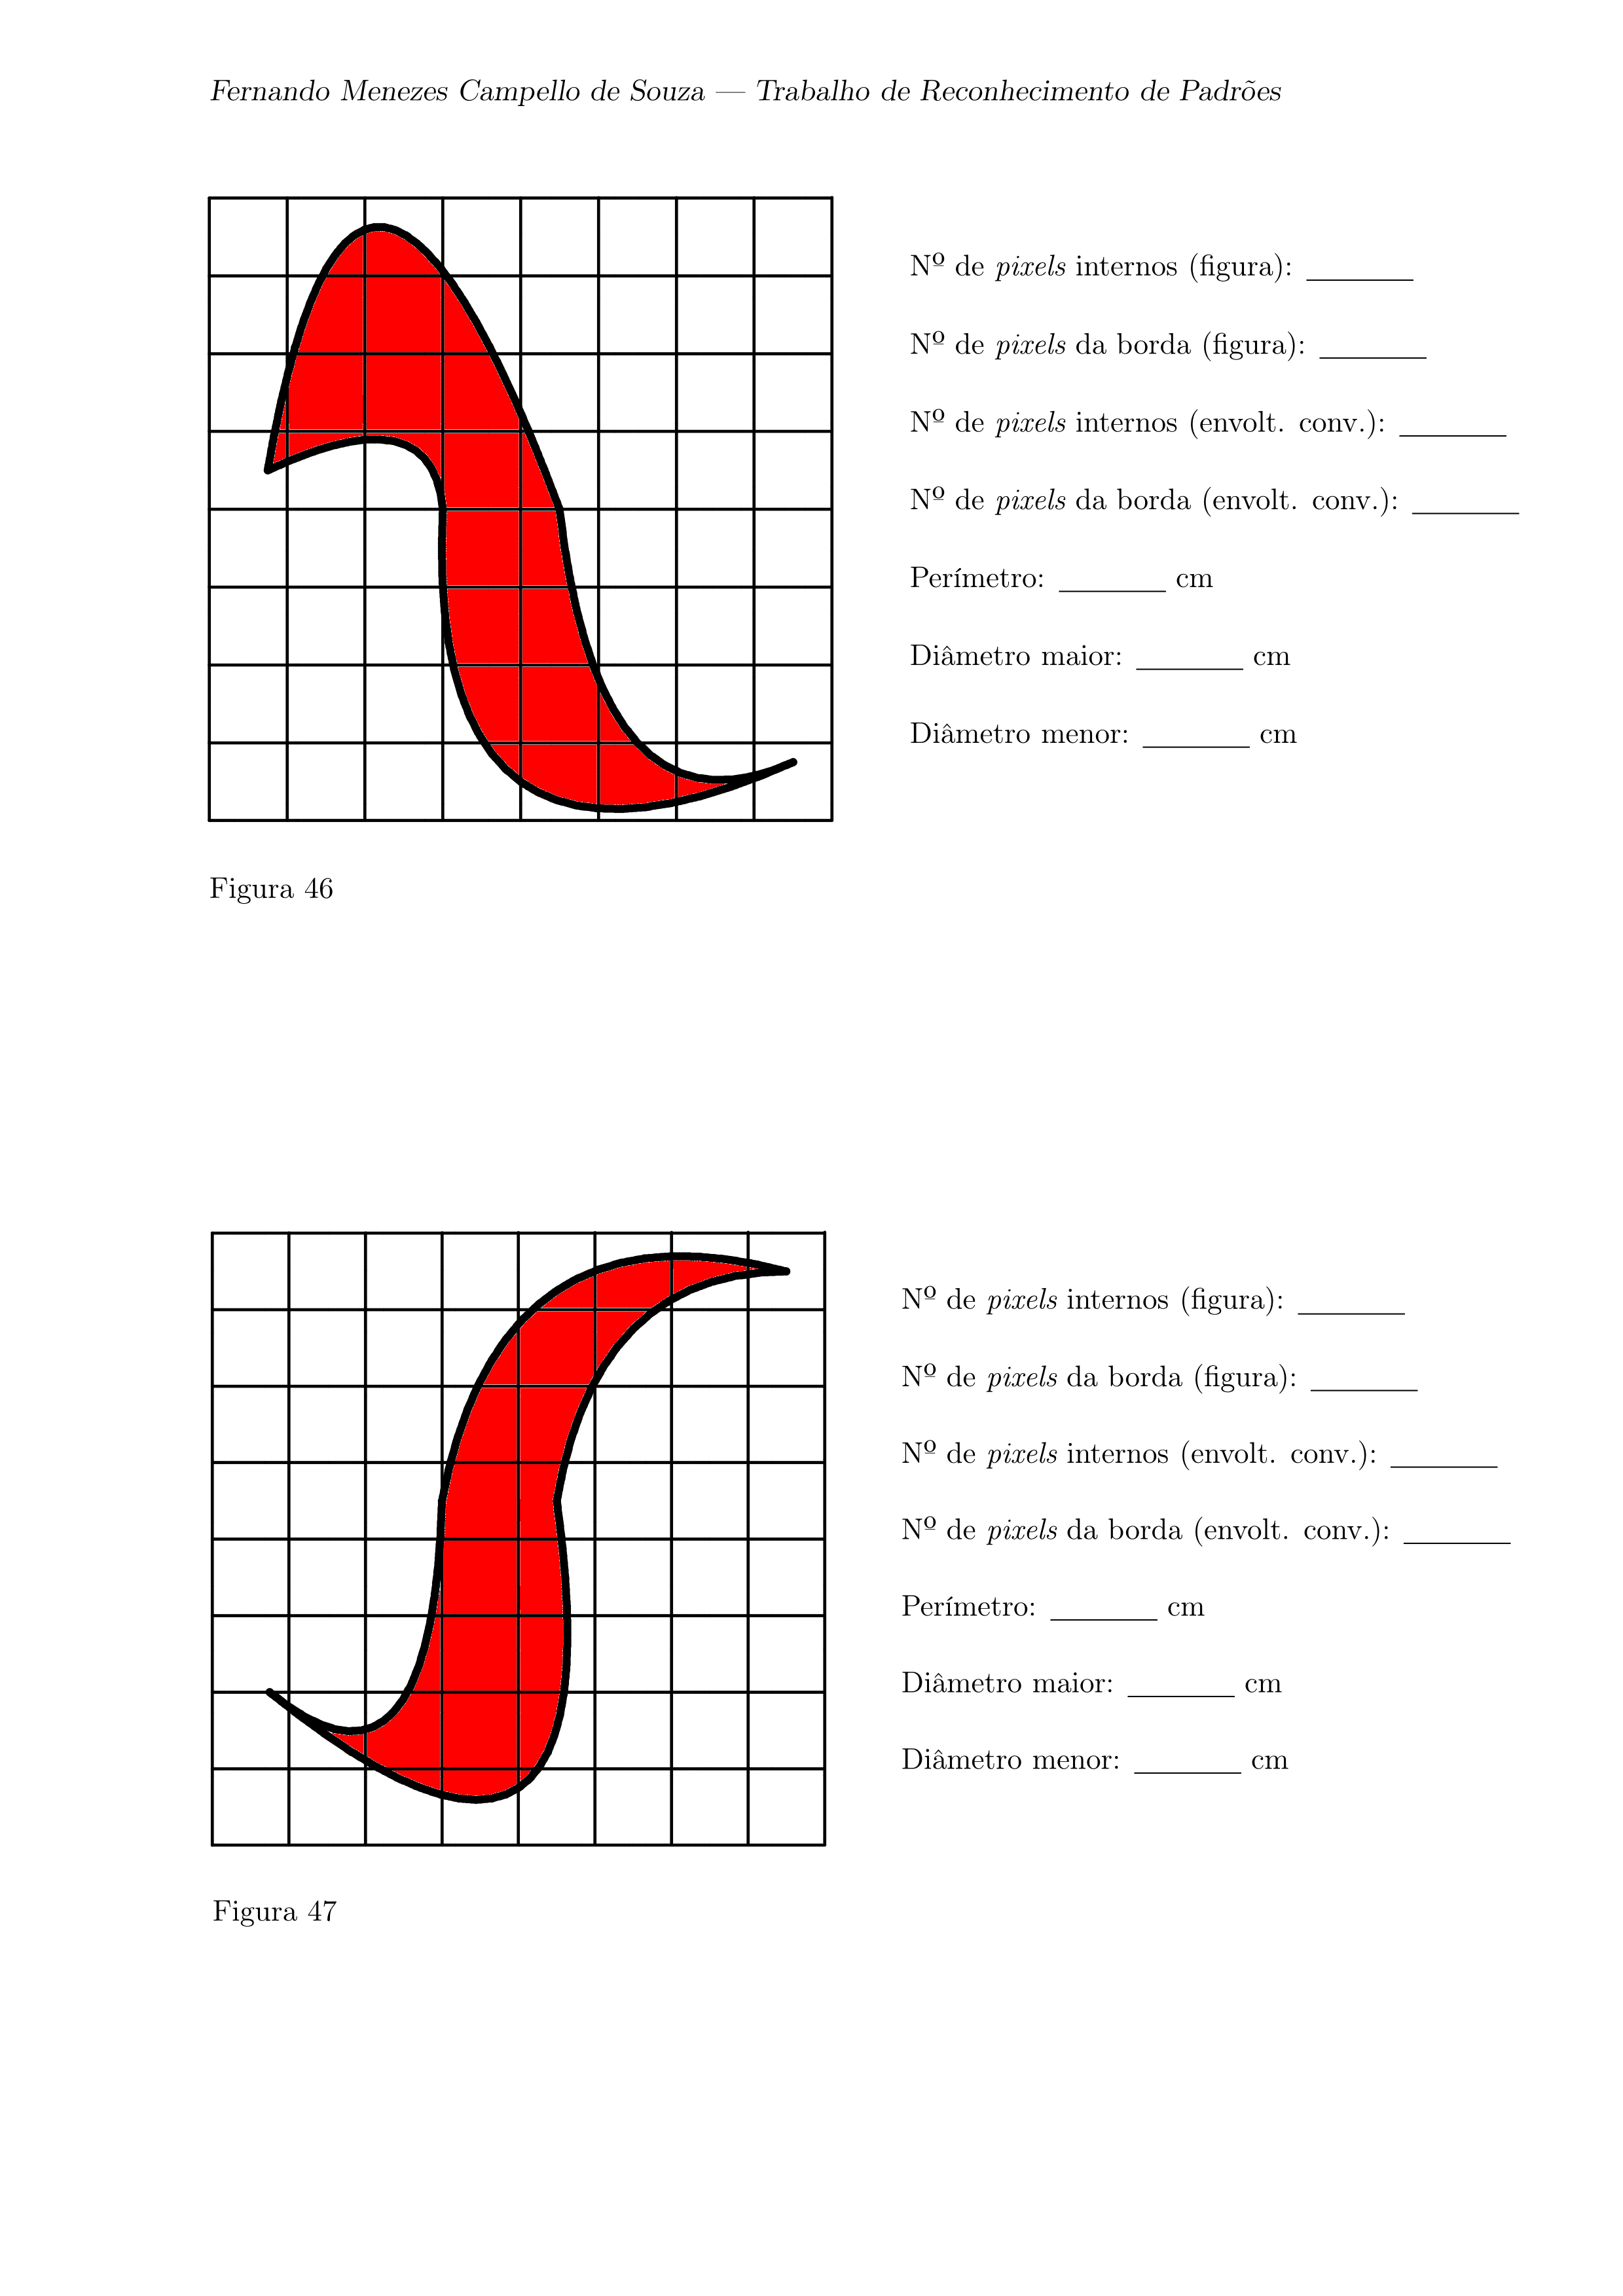 Fernando Menezes Campello de Souza — Trabalho de Reconhecimento de Padrões
Nº de pixels internos (figura): _______
Nº de pixels da borda (figura): _______
Nº de pixels internos (envolt. conv.): _______
Nº de pixels da borda (envolt. conv.): _______
Perímetro: _______ cm
Diâmetro maior: _______ cm
Diâmetro menor: _______ cm
Figura 46
Nº de pixels internos (figura): _______
Nº de pixels da borda (figura): _______
Nº de pixels internos (envolt. conv.): _______
Nº de pixels da borda (envolt. conv.): _______
Perímetro: _______ cm
Diâmetro maior: _______ cm
Diâmetro menor: _______ cm
Figura 47